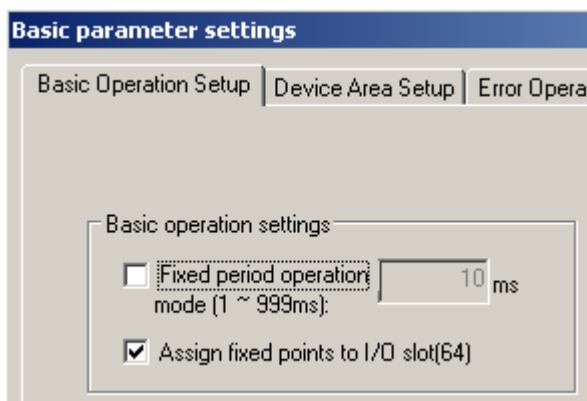 Basic parameter settings
Basic Operation Setup Device Area Setup Error Opera
Basic operation settings
Fixed period operation 10 ms
mode (1 ~ 999ms):
Assign fixed points to I/O slot(64)